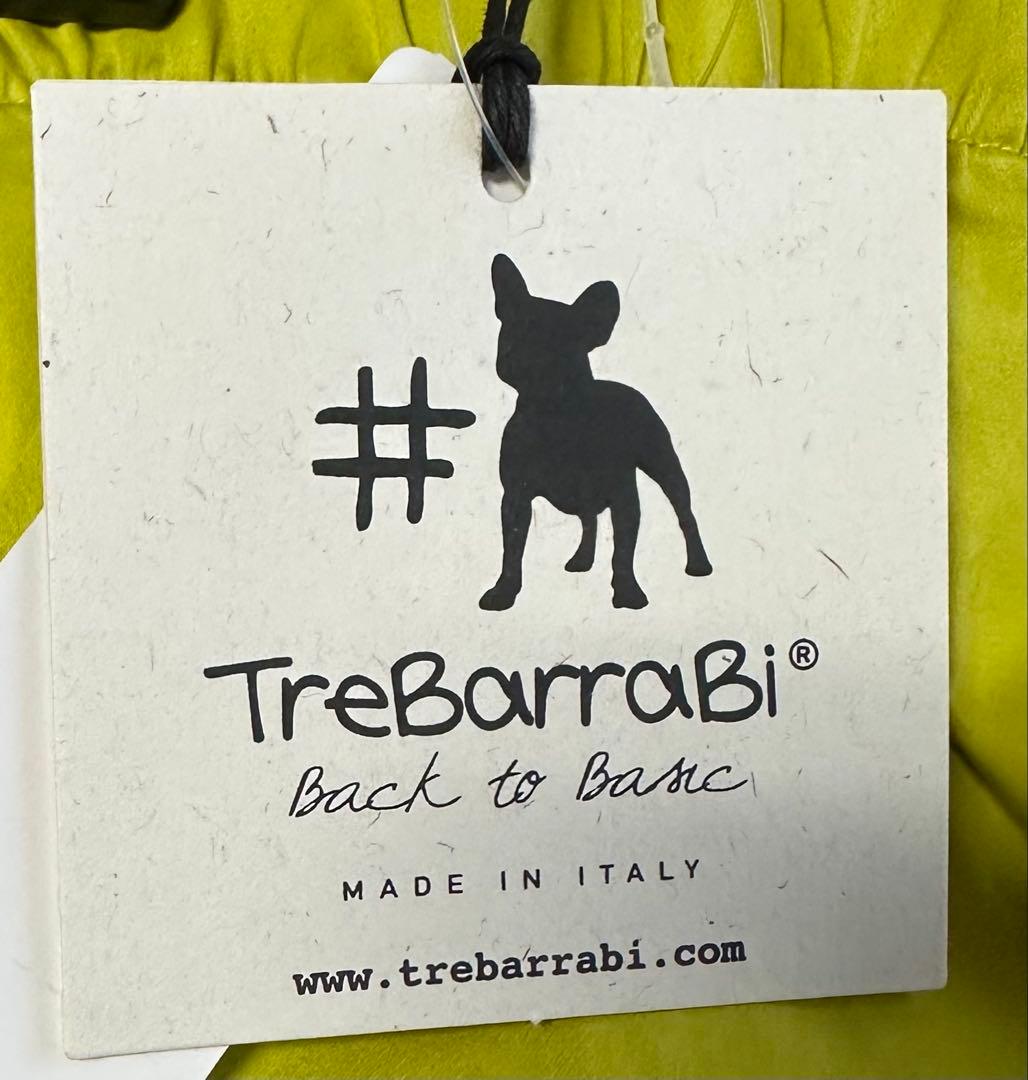 #
TreBarraBi®
Back to Basic
MADE IN ITALY
www.trebarrabi.com